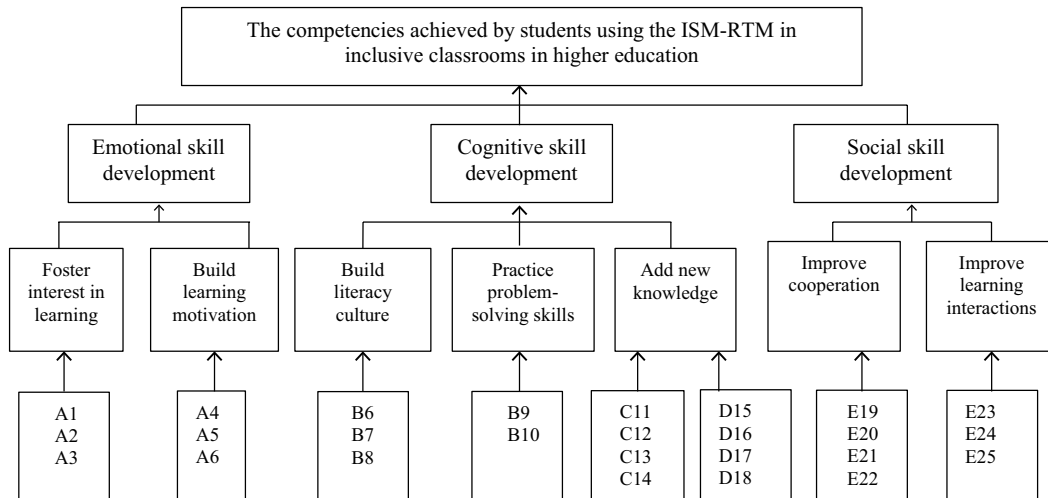 The competencies achieved by students using the ISM-RTM in
inclusive classrooms in higher education
Emotional skill
development
Cognitive skill
development
Social skill
development
Foster
interest in
learning
Build
learning
motivation
Build
literacy
culture
Practice
problem-
solving skills
Add new
knowledge
Improve
cooperation
Improve
learning
interactions
A1
A2
A3
A4
A5
A6
B6
B7
B8
B9
B10
C11
C12
C13
C14
D15
D16
D17
D18
E19
E20
E21
E22
E23
E24
E25